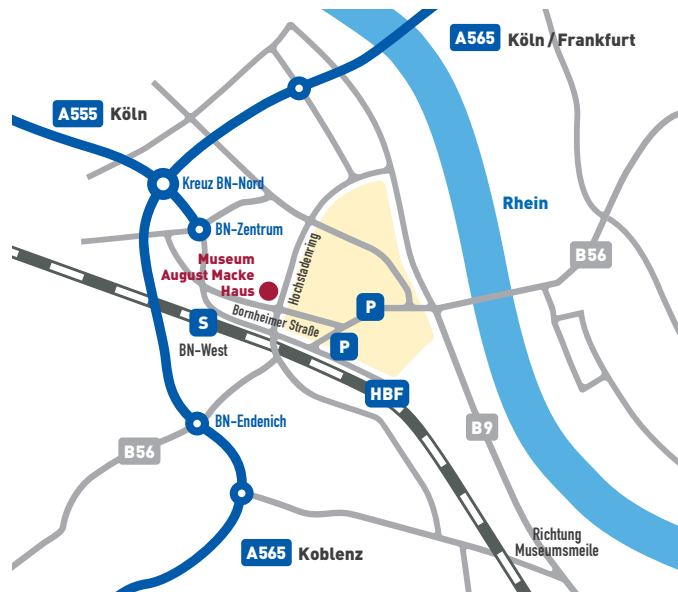 A565 Köln / Frankfurt
A555 Köln
Kreuz BN-Nord
Rhein
BN-Zentrum
B56
Museum
August Macke
Haus
Hochstadenring
P
Bornheimer Straße
S
P
BN-West
HBF
BN-Endenich
B9
B56
Richtung
Museumsmeile
A565 Koblenz